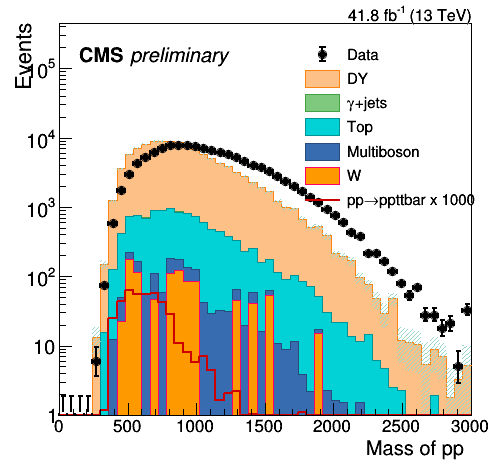 41.8 fb⁻¹ (13 TeV)
Events
CMS preliminary
Data
DY
γ+jets
Top
Multiboson
W
pp→ppttbar x 1000
10⁵
10⁴
10³
10²
10
1
0 500 1000 1500 2000 2500 3000
Mass of pp